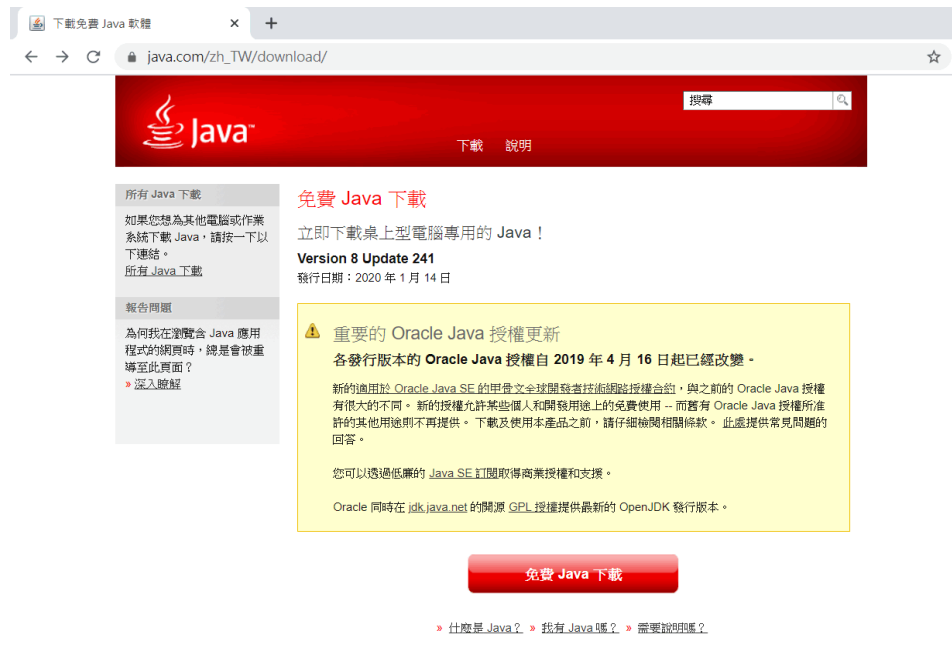 下載免費 Java 軟體
java.com/zh_TW/download/
Java™
搜尋
下載 說明
所有 Java 下載
如果您想為其他電腦或作業
系統下載 Java，請按一下以
下連結。
所有 Java 下載
報告問題
為何我在瀏覽含 Java 應用
程式的網頁時，總是會被重
導至此頁面？
» 深入瞭解
免費 Java 下載
立即下載桌上型電腦專用的 Java！
Version 8 Update 241
發行日期：2020 年 1 月 14 日
重要的 Oracle Java 授權更新
各發行版本的 Oracle Java 授權自 2019 年 4 月 16 日起已經改變。
新的適用於 Oracle Java SE 的甲骨文全球開發者技術網路授權合約，與之前的 Oracle Java 授權
有很大的不同。 新的授權允許某些個人和開發用途上的免費使用 -- 而舊有 Oracle Java 授權所准
許的其他用途則不再提供。 下載及使用本產品之前，請仔細檢閱相關條款。 此處提供常見問題的
回答。
您可以透過低廉的 Java SE 訂閱取得商業授權和支援。
Oracle 同時在 jdk.java.net 的開源 GPL 授權提供最新的 OpenJDK 發行版本。
免費 Java 下載
» 什麼是 Java？ » 我有 Java 嗎？ » 需要說明嗎？